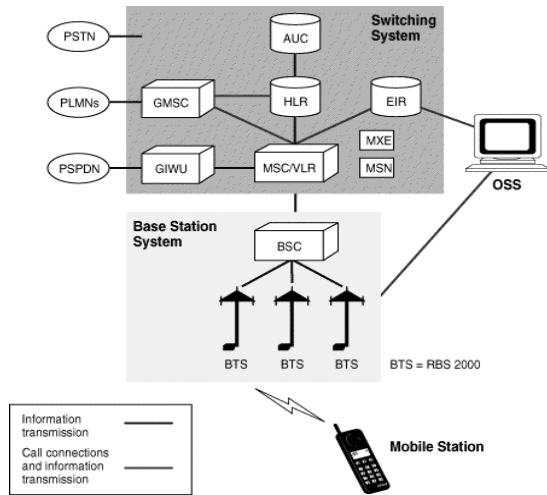 Switching
System
PSTN
AUC
PLMNs
GMSC
HLR
EIR
MXE
PSPDN
GIWU
MSC/VLR
MSN
OSS
Base Station
System
BSC
BTS
BTS
BTS
BTS = RBS 2000
Information
transmission
Call connections
and information
transmission
Mobile Station